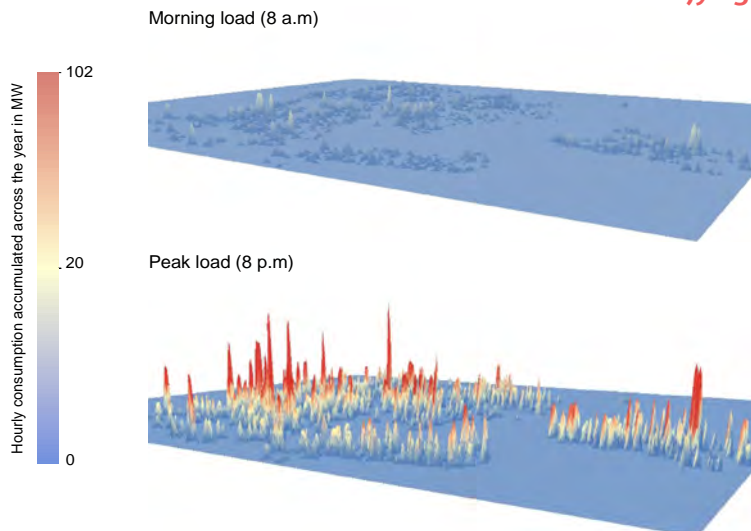 Morning load (8 a.m)
Hourly consumption accumulated across the year in MW
102
20
0
Peak load (8 p.m)